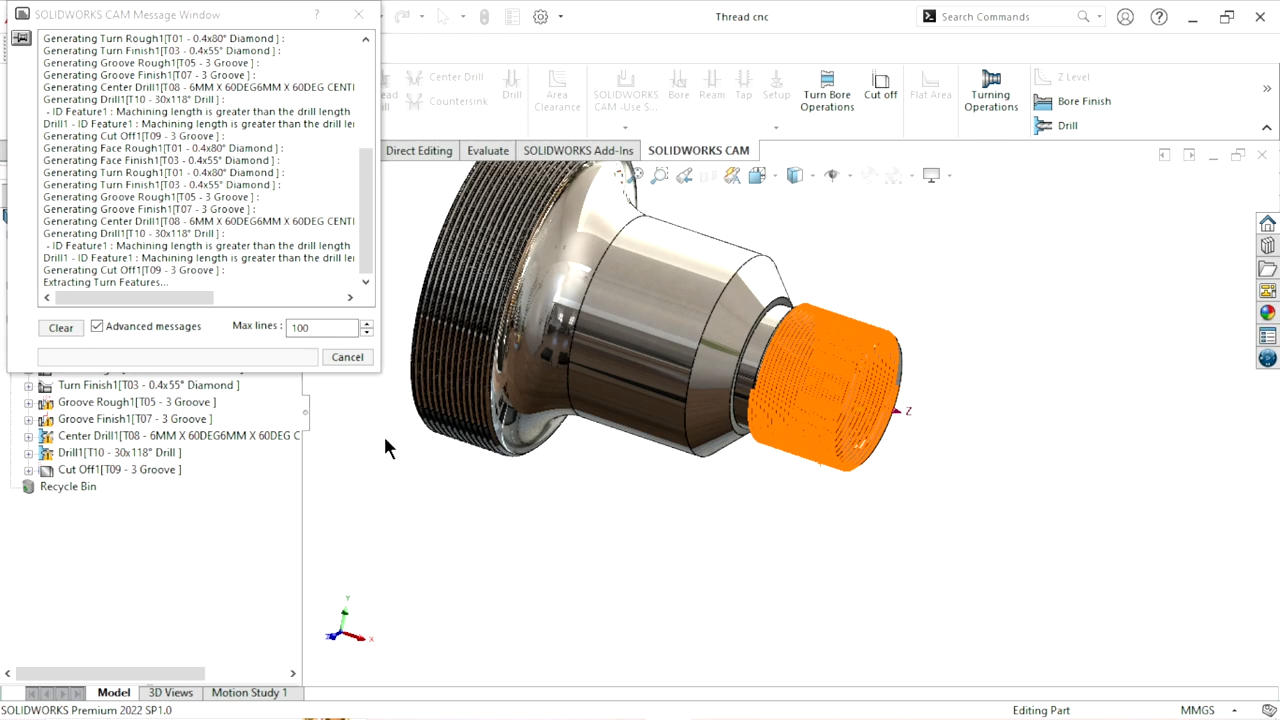 SOLIDWORKS CAM Message Window
?
Thread cnc
Search Commands
Generating Turn Rough1[T01 - 0.4x80° Diamond ] :
Generating Turn Finish1[T03 - 0.4x55° Diamond ] :
Generating Groove Rough1[T05 - 3 Groove ] :
Generating Groove Finish1[T07 - 3 Groove ] :
Generating Center Drill1[T08 - 6MM X 60DEG6MM X 60DEG CENTI
Generating Drill1[T10 - 30x118° Drill ] :
- ID Feature1 : Machining length is greater than the drill length
Drill1 - ID Feature1 : Machining length is greater than the drill ler
Generating Cut Off1[T09 - 3 Groove ] :
Generating Face Rough1[T01 - 0.4x80° Diamond ] :
Generating Face Finish1[T03 - 0.4x55° Diamond ] :
Generating Turn Rough1[T01 - 0.4x80° Diamond ] :
Generating Turn Finish1[T03 - 0.4x55° Diamond ] :
Generating Groove Rough1[T05 - 3 Groove ] :
Generating Groove Finish1[T07 - 3 Groove ] :
Generating Center Drill1[T08 - 6MM X 60DEG6MM X 60DEG CENTI
Generating Drill1[T10 - 30x118° Drill ] :
- ID Feature1 : Machining length is greater than the drill length
Drill1 - ID Feature1 : Machining length is greater than the drill ler
Generating Cut Off1[T09 - 3 Groove ] :
Extracting Turn Features...
Clear
Advanced messages
Max lines :
100
Cancel
ead
Center Drill
Countersink
Drill
Area Clearance
SOLIDWORKS CAM -Use S...
Bore
Ream
Tap
Setup
Turn Bore Operations
Cut off
Flat Area
Turning Operations
Z Level
Bore Finish
Drill
Direct Editing
Evaluate
SOLIDWORKS Add-Ins
SOLIDWORKS CAM
Turn Finish1[T03 - 0.4x55° Diamond ]
Groove Rough1[T05 - 3 Groove ]
Groove Finish1[T07 - 3 Groove ]
Center Drill1[T08 - 6MM X 60DEG6MM X 60DEG C
Drill1[T10 - 30x118° Drill ]
Cut Off1[T09 - 3 Groove ]
Recycle Bin
Z
Y
X
Z
Model
3D Views
Motion Study 1
SOLIDWORKS Premium 2022 SP1.0
Editing Part
MMGS